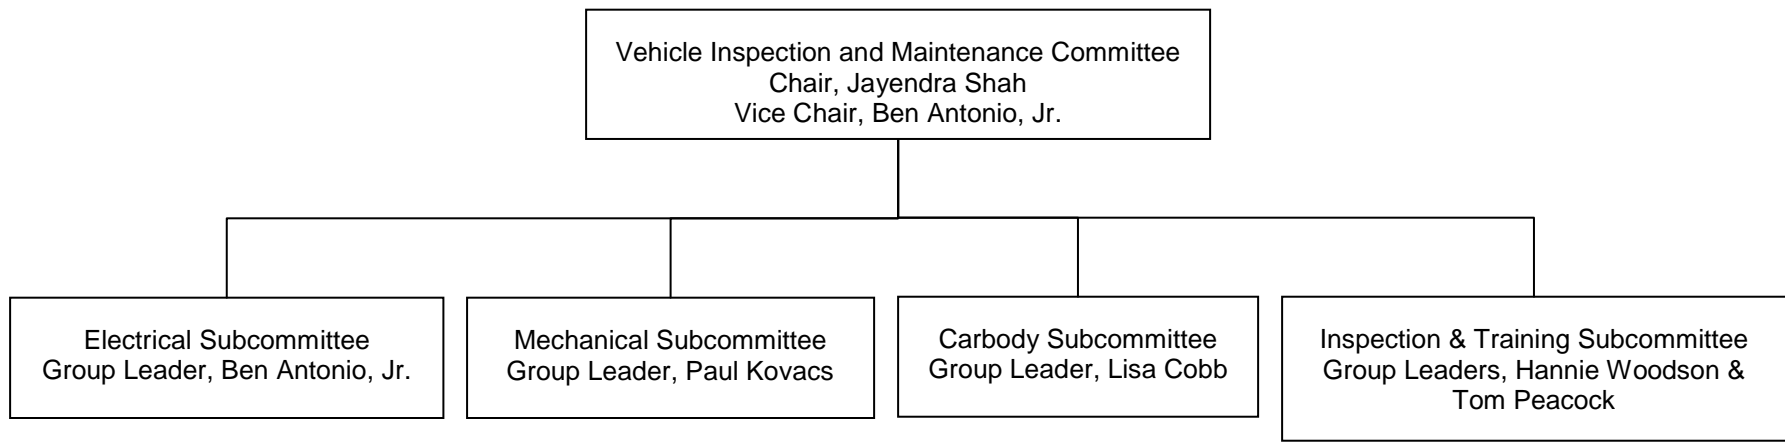 Vehicle Inspection and Maintenance Committee
Chair, Jayendra Shah
Vice Chair, Ben Antonio, Jr.
Electrical Subcommittee
Group Leader, Ben Antonio, Jr.
Mechanical Subcommittee
Group Leader, Paul Kovacs
Carbody Subcommittee
Group Leader, Lisa Cobb
Inspection & Training Subcommittee
Group Leaders, Hannie Woodson &
Tom Peacock